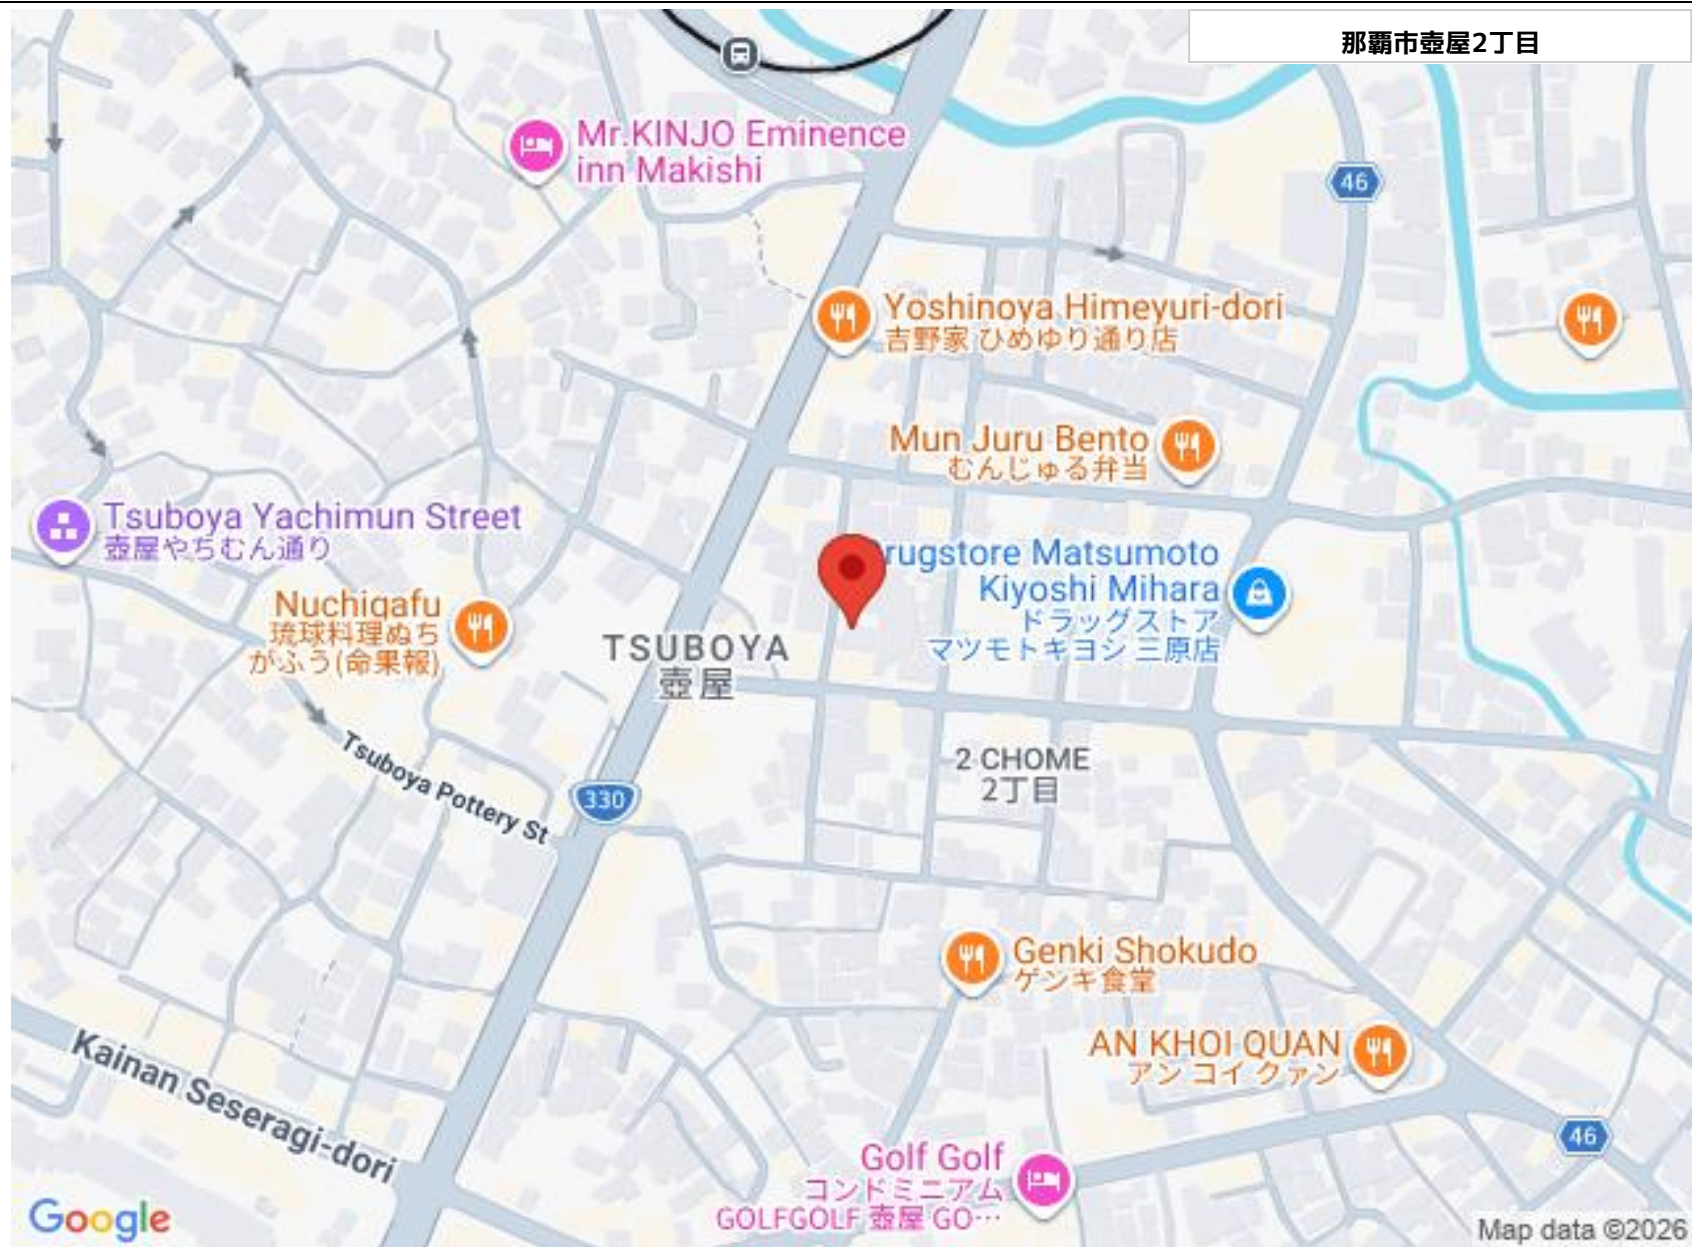 那覇市壺屋2丁目
Mr.KINJO Eminence
inn Makishi
46
Yoshinoya Himeyuri-dori
吉野家 ひめゆり通り店
Mun Juru Bento
むんじゅる弁当
Tsuboya Yachimun Street
壺屋やちむん通り
rugstore Matsumoto
Kiyoshi Mihara
ドラッグストア
マツモトキヨシ 三原店
Nuchigafu
琉球料理ぬち
がふう(命果報)
TSUBOYA
壺屋
Tsuboya Pottery St
330
2 CHOME
2丁目
Genki Shokudo
ゲンキ食堂
AN KHOI QUAN
アン コイ クァン
Kainan Seseragi-dori
46
Golf Golf
コンドミニアム
GOLFGOLF 壺屋 GO…
Google
Map data ©2026